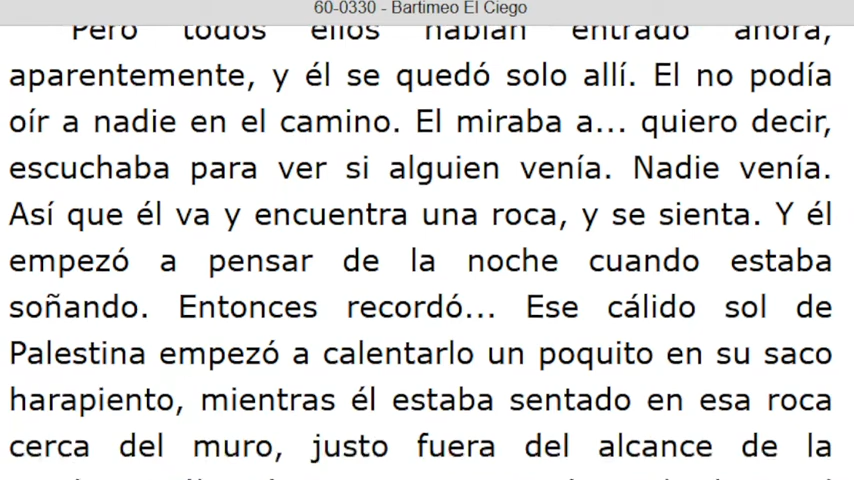 60-0330 - Bartimeo El Ciego
Pero todos ellos habían entrado ahora,
aparentemente, y él se quedó solo allí. El no podía
oír a nadie en el camino. El miraba a... quiero decir,
escuchaba para ver si alguien venía. Nadie venía.
Así que él va y encuentra una roca, y se sienta. Y él
empezó a pensar de la noche cuando estaba
soñando. Entonces recordó... Ese cálido sol de
Palestina empezó a calentarlo un poquito en su saco
harapiento, mientras él estaba sentado en esa roca
cerca del muro, justo fuera del alcance de la